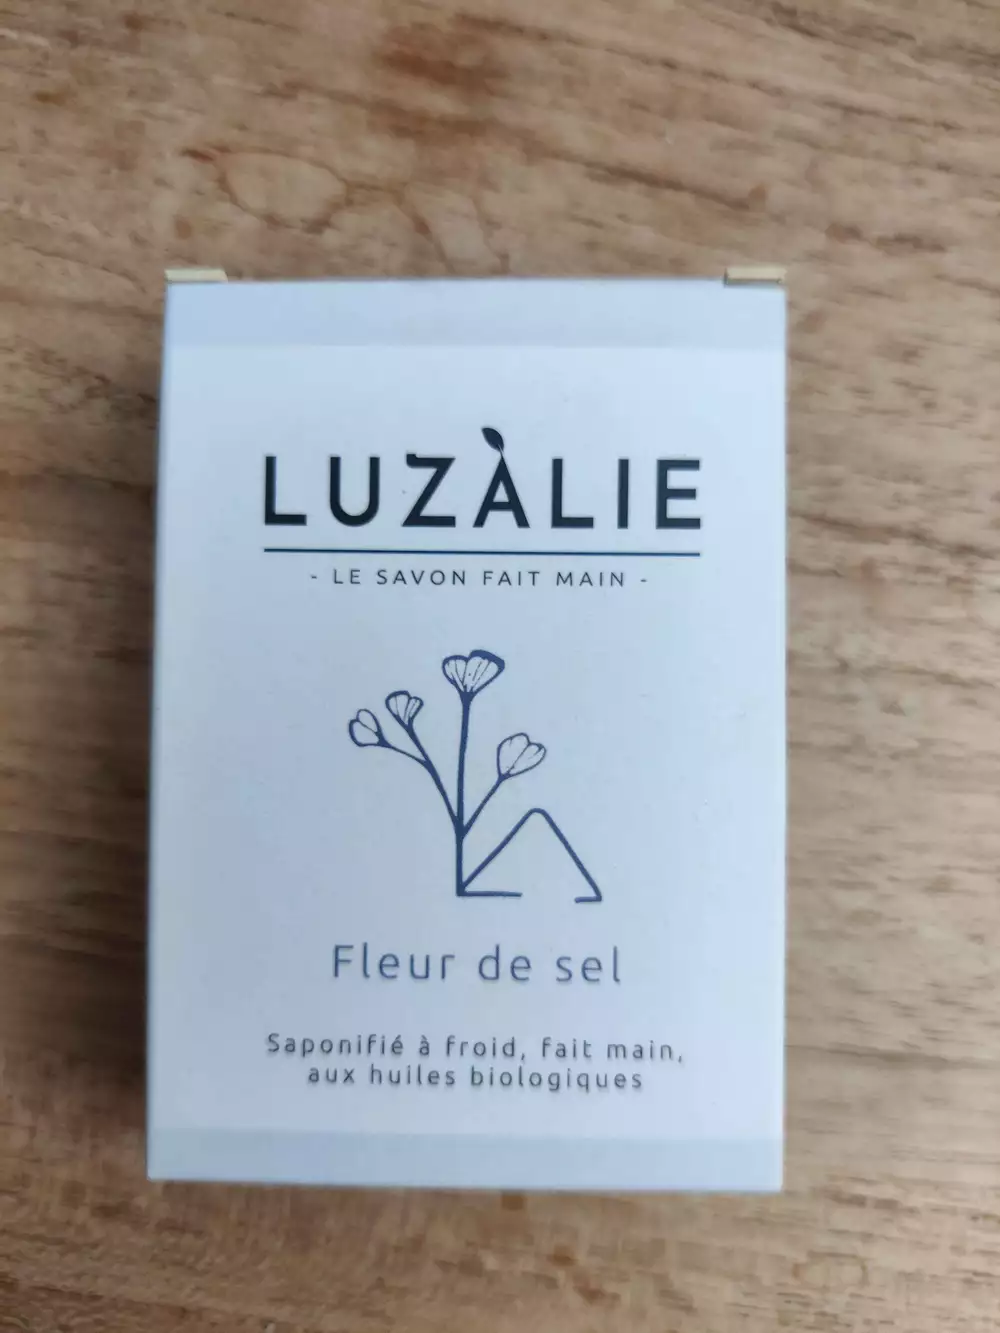 LUZÀLIE
- LE SAVON FAIT MAIN -
Fleur de sel
Saponifié à froid, fait main,
aux huiles biologiques